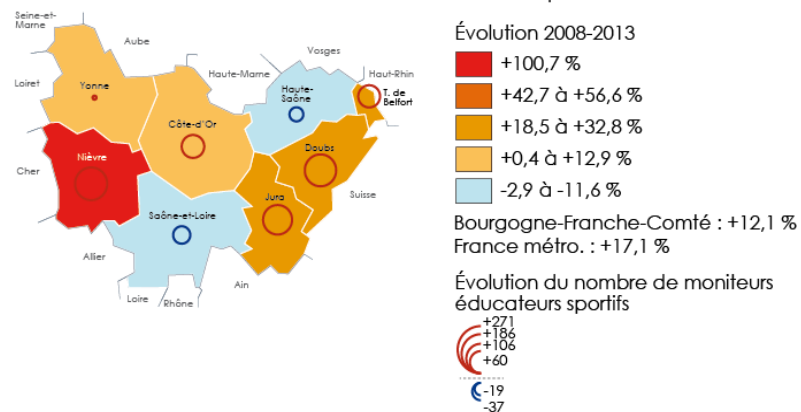 Seine-et-
Marne
Aube
Vosges
Loiret
Yonne
Haute-Marne
Haute-
Saône
Haut-Rhin
T. de
Belfort
Côte-d'Or
Cher
Nièvre
Doubs
Suisse
Jura
Saône-et-Loire
Allier
Ain
Loire
Rhône
Évolution 2008-2013
+100,7 %
+42,7 à +56,6 %
+18,5 à +32,8 %
+0,4 à +12,9 %
-2,9 à -11,6 %
Bourgogne-Franche-Comté : +12,1 %
France métro. : +17,1 %
Évolution du nombre de moniteurs
éducateurs sportifs
+271
+186
+106
+60
-19
-37